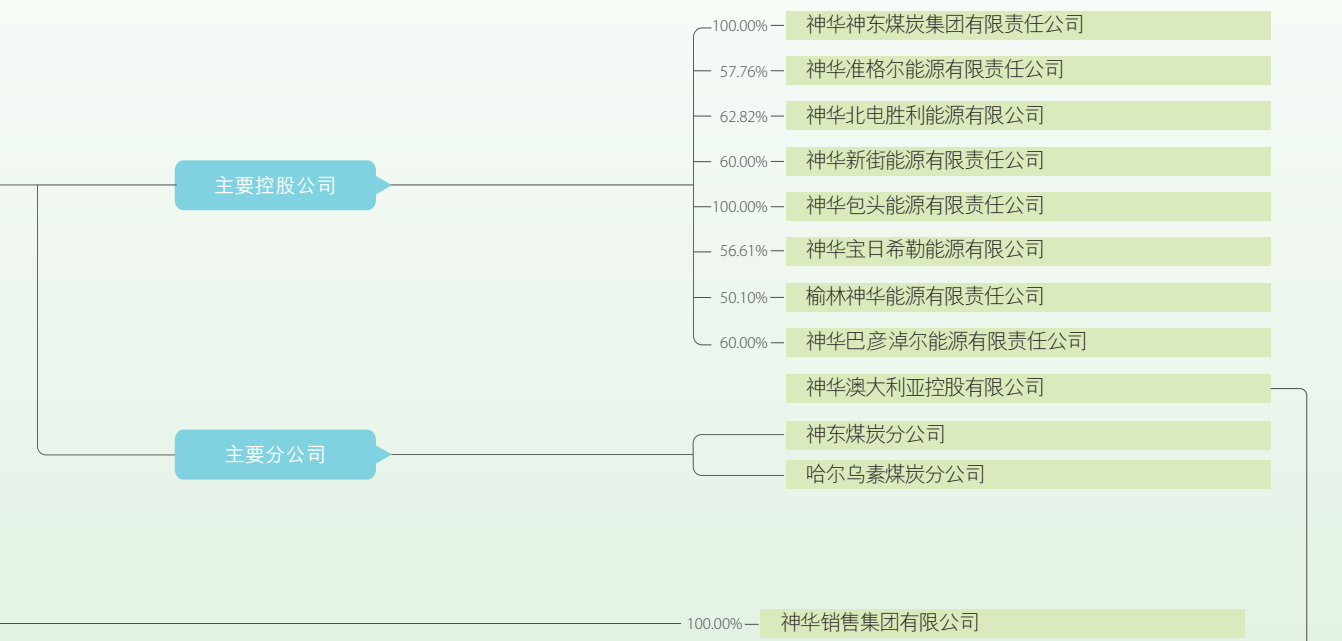 100.00% 神华神东煤炭集团有限责任公司
57.76% 神华准格尔能源有限责任公司
62.82% 神华北电胜利能源有限公司
60.00% 神华新街能源有限责任公司
主要控股公司
100.00% 神华包头能源有限责任公司
56.61% 神华宝日希勒能源有限公司
50.10% 榆林神华能源有限责任公司
60.00% 神华巴彦淖尔能源有限责任公司
神华澳大利亚控股有限公司
主要分公司
神东煤炭分公司
哈尔乌素煤炭分公司
100.00% 神华销售集团有限公司